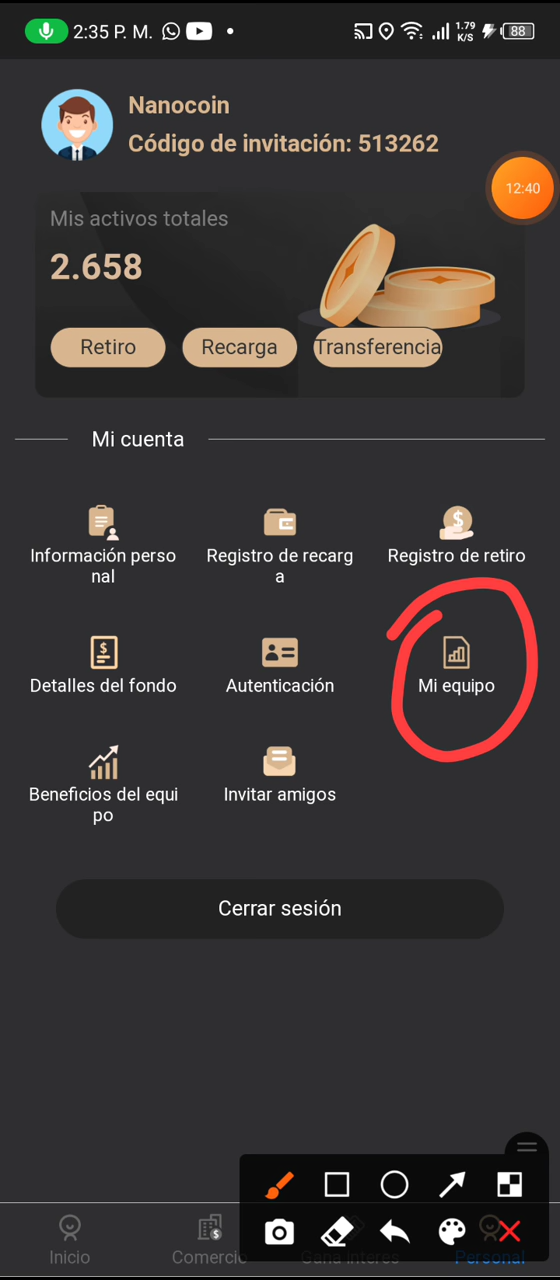 2:35 P. M.
1.79
K/S
88
Nanocoin
Código de invitación: 513262
12:40
Mis activos totales
2.658
Retiro
Recarga
Transferencia
Mi cuenta
Información perso
nal
Registro de recarg
a
Registro de retiro
Detalles del fondo
Autenticación
Mi equipo
Beneficios del equi
po
Invitar amigos
Cerrar sesión
Inicio
Comercio
Gana interes
Personal